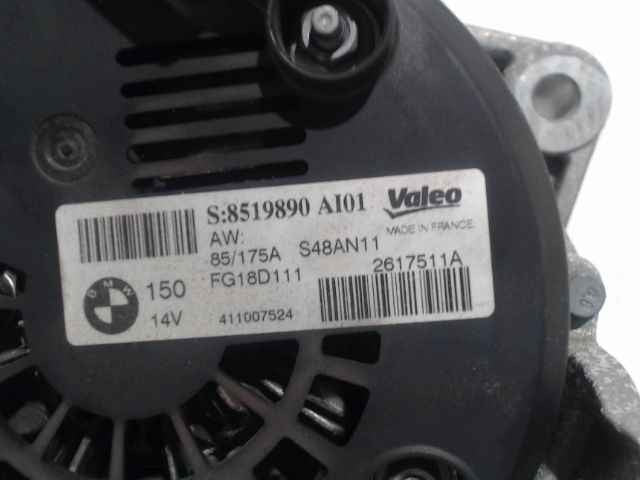 S:8519890 AI01
Valeo
MADE IN FRANCE
AW:
85/175A S48AN11
FG18D111 2617511A
BMW
150
14V
411007524